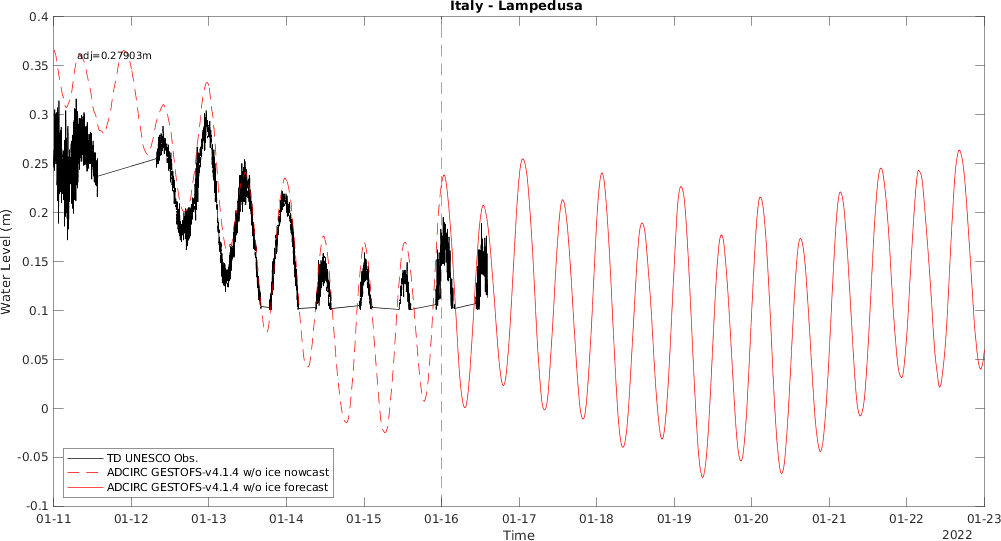 Italy - Lampedusa
adj=0.27903m
0.4
0.35
0.3
0.25
0.2
0.15
0.1
0.05
0
-0.05
-0.1
Water Level (m)
TD UNESCO Obs.
ADCIRC GESTOFS-v4.1.4 w/o ice nowcast
ADCIRC GESTOFS-v4.1.4 w/o ice forecast
01-11 01-12 01-13 01-14 01-15 01-16 01-17 01-18 01-19 01-20 01-21 01-22 01-23
Time
2022